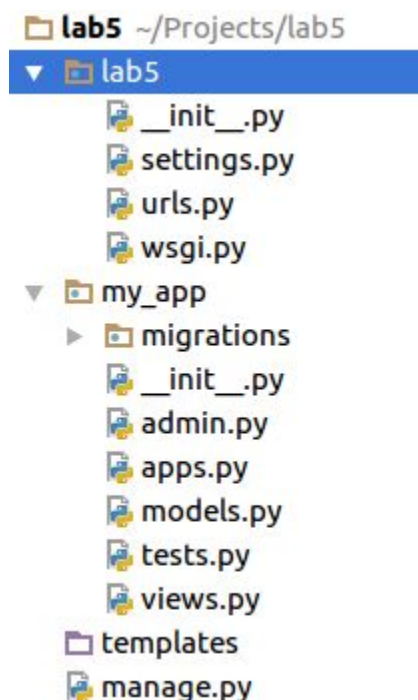 lab5 ~/Projects/lab5
lab5
__init__.py
settings.py
urls.py
wsgi.py
my_app
migrations
__init__.py
admin.py
apps.py
models.py
tests.py
views.py
templates
manage.py